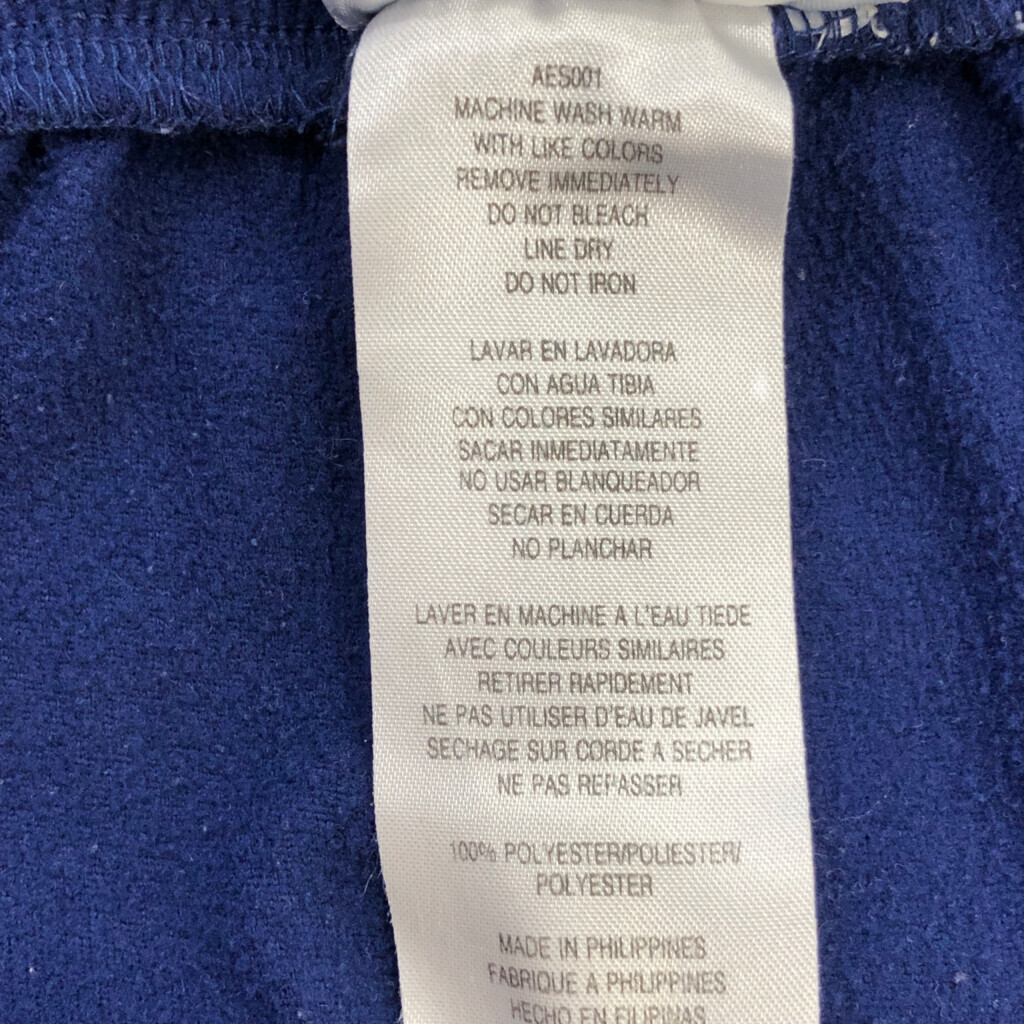 AES001
MACHINE WASH WARM
WITH LIKE COLORS
REMOVE IMMEDIATELY
DO NOT BLEACH
LINE DRY
DO NOT IRON
LAVAR EN LAVADORA
CON AGUA TIBIA
CON COLORES SIMILARES
SACAR INMEDIATAMENTE
NO USAR BLANQUEADOR
SECAR EN CUERDA
NO PLANCHAR
LAVER EN MACHINE A L'EAU TIEDE
AVEC COULEURS SIMILAIRES
RETIRER RAPIDEMENT
NE PAS UTILISER D'EAU DE JAVEL
SECHAGE SUR CORDE A SECHER
NE PAS REPASSER
100% POLYESTER/POLIESTER/
POLYESTER
MADE IN PHILIPPINES
FABRIQUE A PHILIPPINES
HECHO EN FILIPINAS